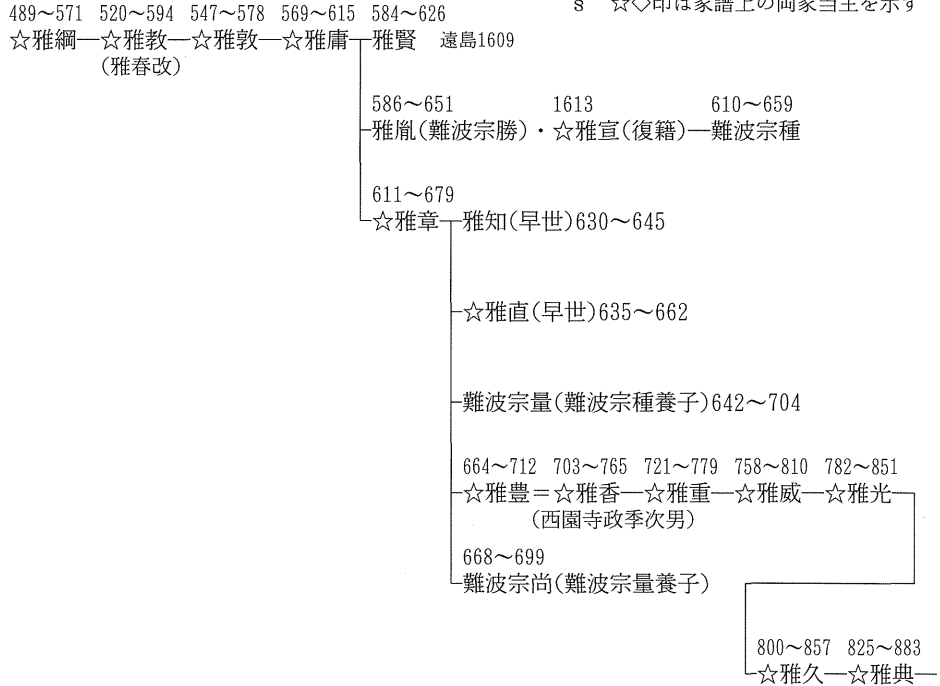 s ☆◇印は家譜上の両家当主を示す
489～571 520～594 547～578 569～615 584～626
☆雅綱―☆雅教―☆雅敦―☆雅庸 雅賢 遠島1609
(雅春改)
586～651 1613 610～659
雅胤(難波宗勝)・☆雅宣(復籍)―難波宗種
611～679
☆雅章 雅知(早世)630～645
☆雅直(早世)635～662
難波宗量(難波宗種養子)642～704
664～712 703～765 721～779 758～810 782～851
☆雅豊＝☆雅香―☆雅重―☆雅威―☆雅光
(西園寺政季次男)
668～699
難波宗尚(難波宗量養子)
800～857 825～883
☆雅久―☆雅典―